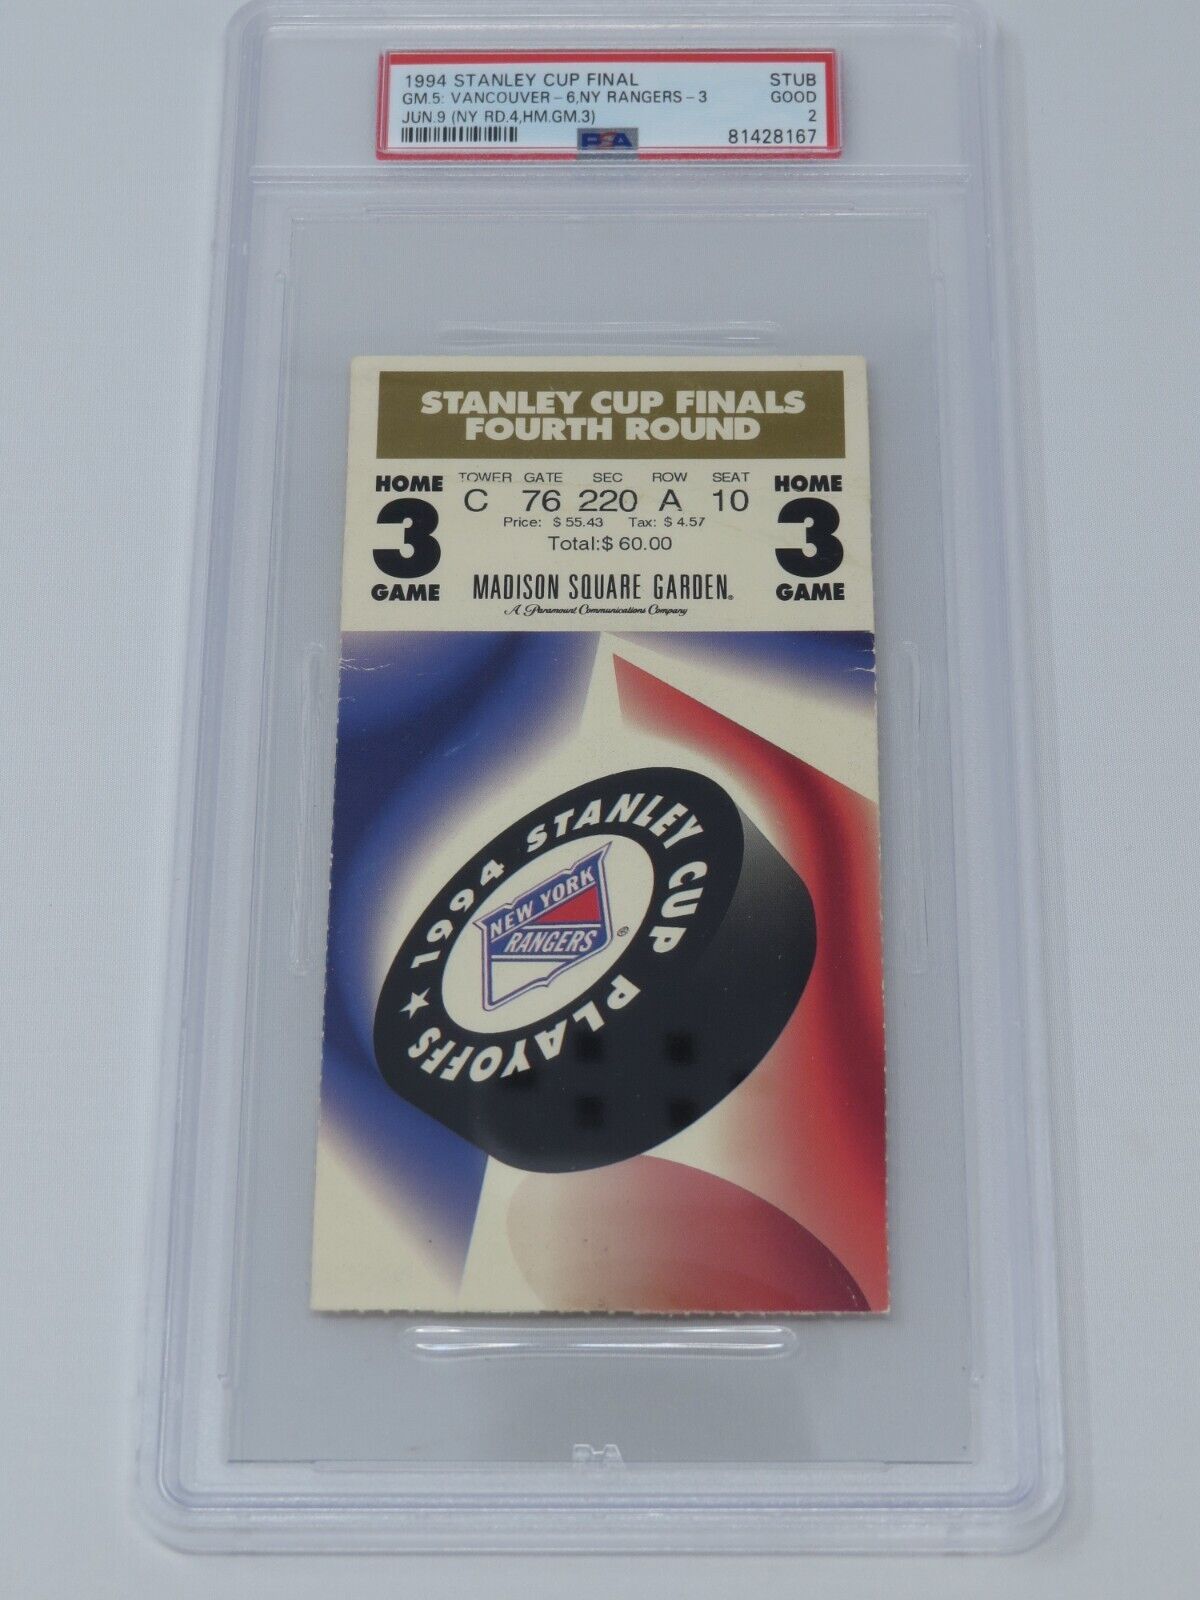 1994 STANLEY CUP FINAL STUB
GM.5: VANCOUVER-6,NY RANGERS-3 GOOD
JUN.9 (NY RD.4,HM.GM.3) 2
PSA 81428167
STANLEY CUP FINALS
FOURTH ROUND
HOME 3 GAME
TOWER GATE SEC ROW SEAT
C 76 220 A 10
Price: $ 55.43 Tax: $ 4.57
Total:$ 60.00
MADISON SQUARE GARDEN®
A Paramount Communications Company
HOME 3 GAME
★ 1994 STANLEY CUP PLAYOFFS
NEW YORK
RANGERS ®
PSA